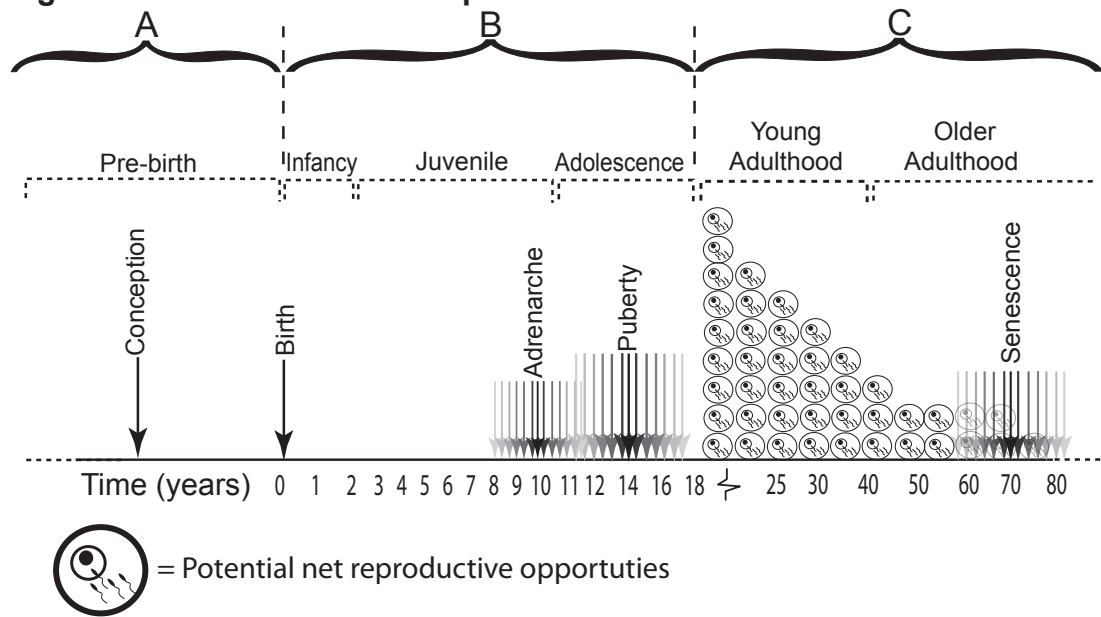 A B C
Young Adulthood
Older Adulthood
Pre-birth Infancy Juvenile Adolescence
Conception
Birth
Adrenarche
Puberty
Senescence
Time (years) 0 1 2 3 4 5 6 7 8 9 10 11 12 14 16 18 25 30 40 50 60 70 80
= Potential net reproductive opportuties